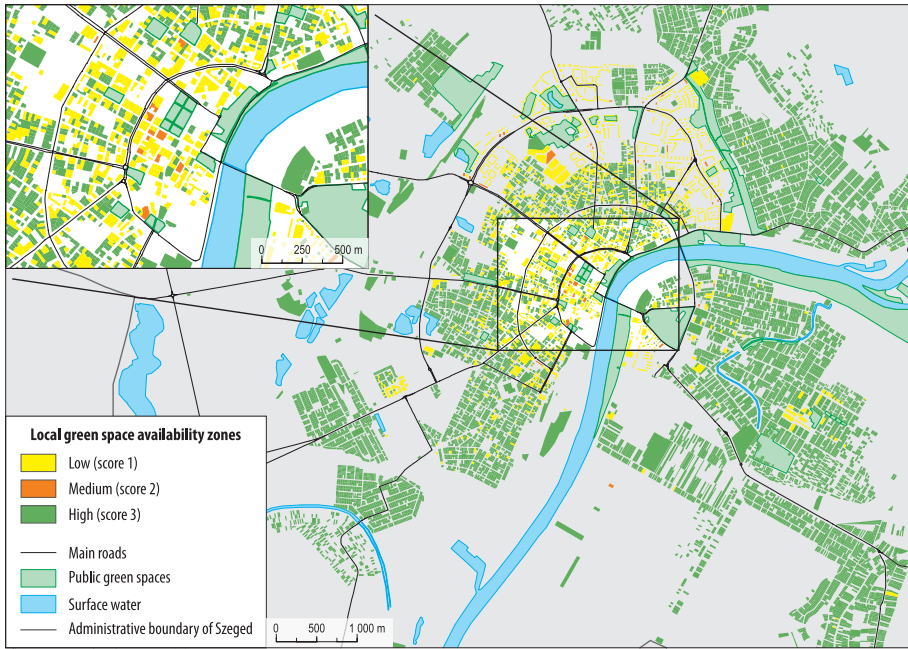 0 250 500 m
Local green space availability zones
Low (score 1)
Medium (score 2)
High (score 3)
Main roads
Public green spaces
Surface water
Administrative boundary of Szeged
0 500 1 000 m